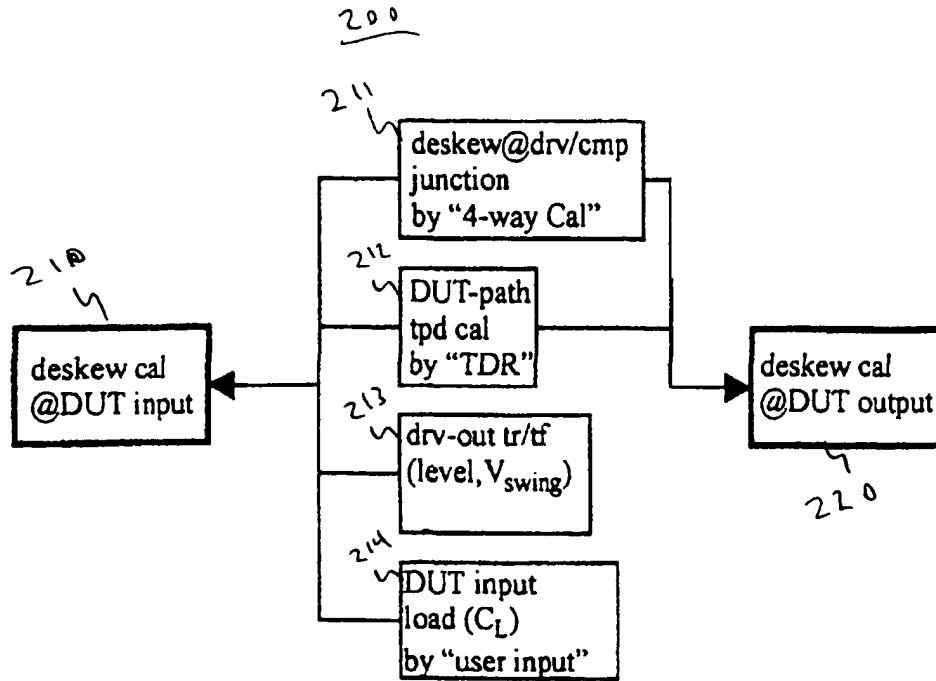 200
211
deskew@drv/cmp
junction
by “4-way Cal”
212
DUT-path
tpd cal
by “TDR”
210
deskew cal
@DUT input
213
drv-out tr/tf
(level, Vswing)
deskew cal
@DUT output
220
214
DUT input
load (CL)
by “user input”